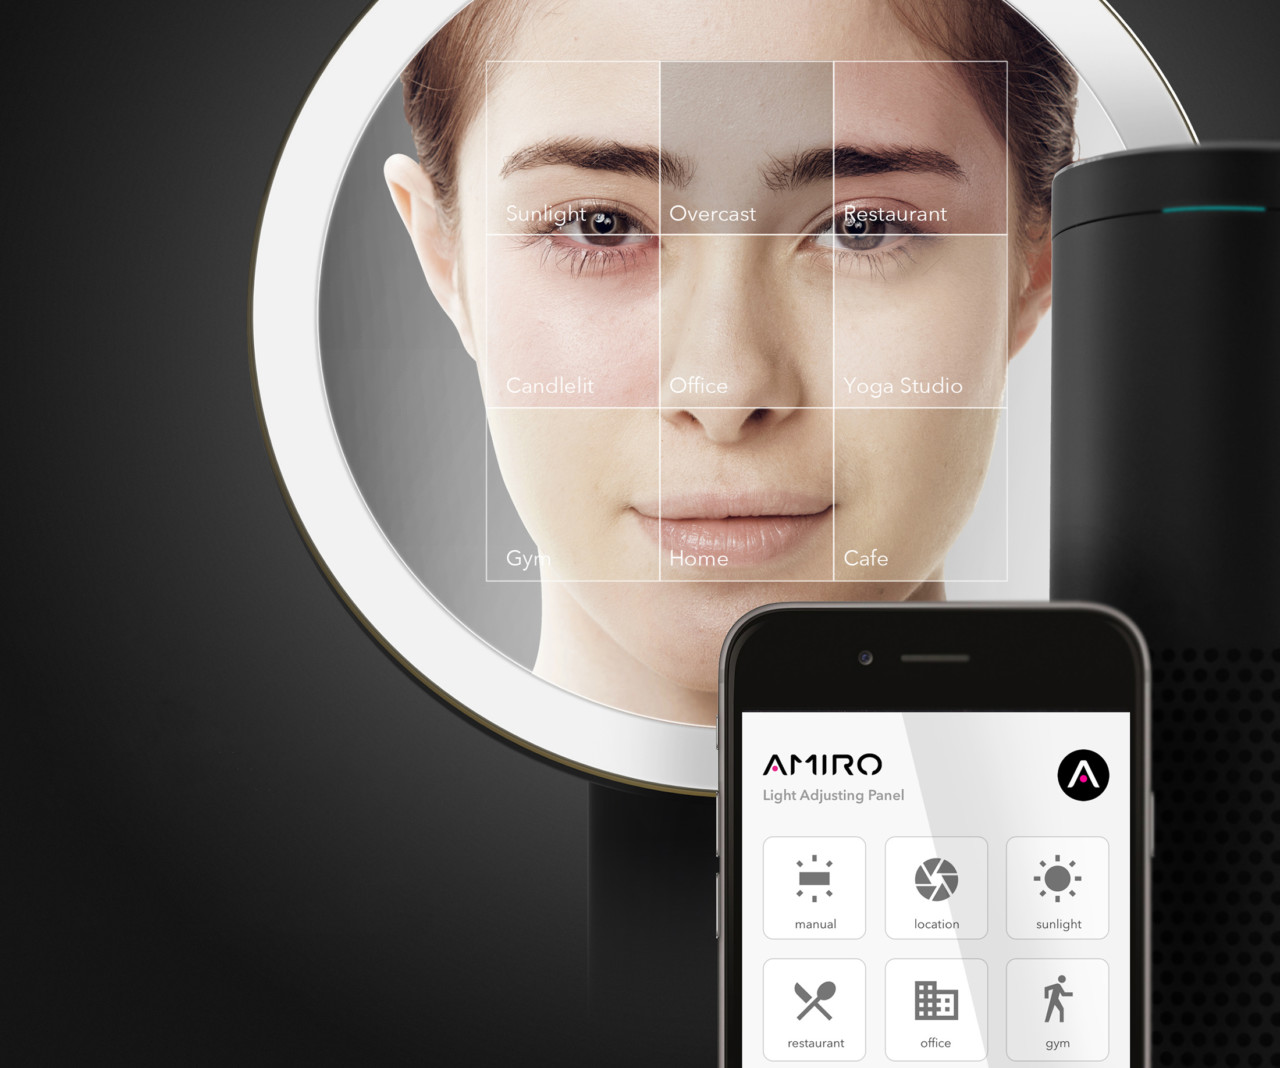 Sunlight
Overcast
Restaurant
Candlelit
Office
Yoga Studio
Gym
Home
Cafe
AMIRO
Light Adjusting Panel
manual
location
sunlight
restaurant
office
gym